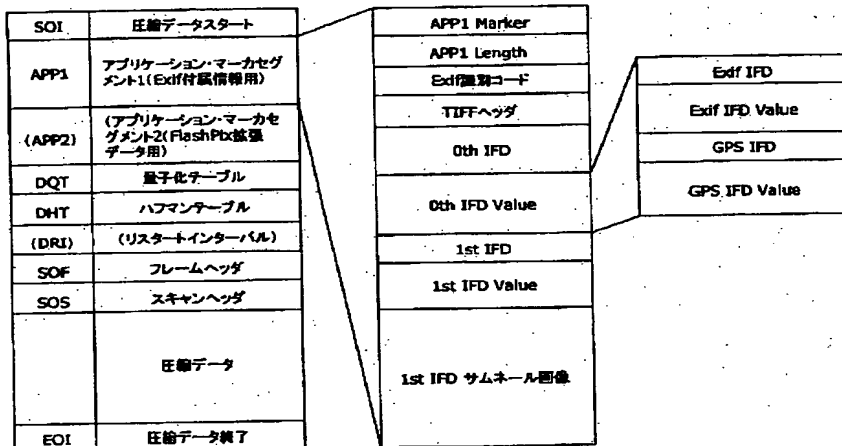 SOI 圧縮データスタート
APP1 アプリケーション・マーカセグ
メント1(Exif付属情報用)
(APP2) (アプリケーション・マーカセ
グメント2(FlashPix拡張
データ用)
DQT 量子化テーブル
DHT ハフマンテーブル
(DRI) (リスタートインターバル)
SOF フレームヘッダ
SOS スキャンヘッダ
圧縮データ
EOI 圧縮データ終了
APP1 Marker
APP1 Length
Exif識別コード
TIFFヘッダ
0th IFD
0th IFD Value
1st IFD
1st IFD Value
1st IFD サムネール画像
Exif IFD
Exif IFD Value
GPS IFD
GPS IFD Value